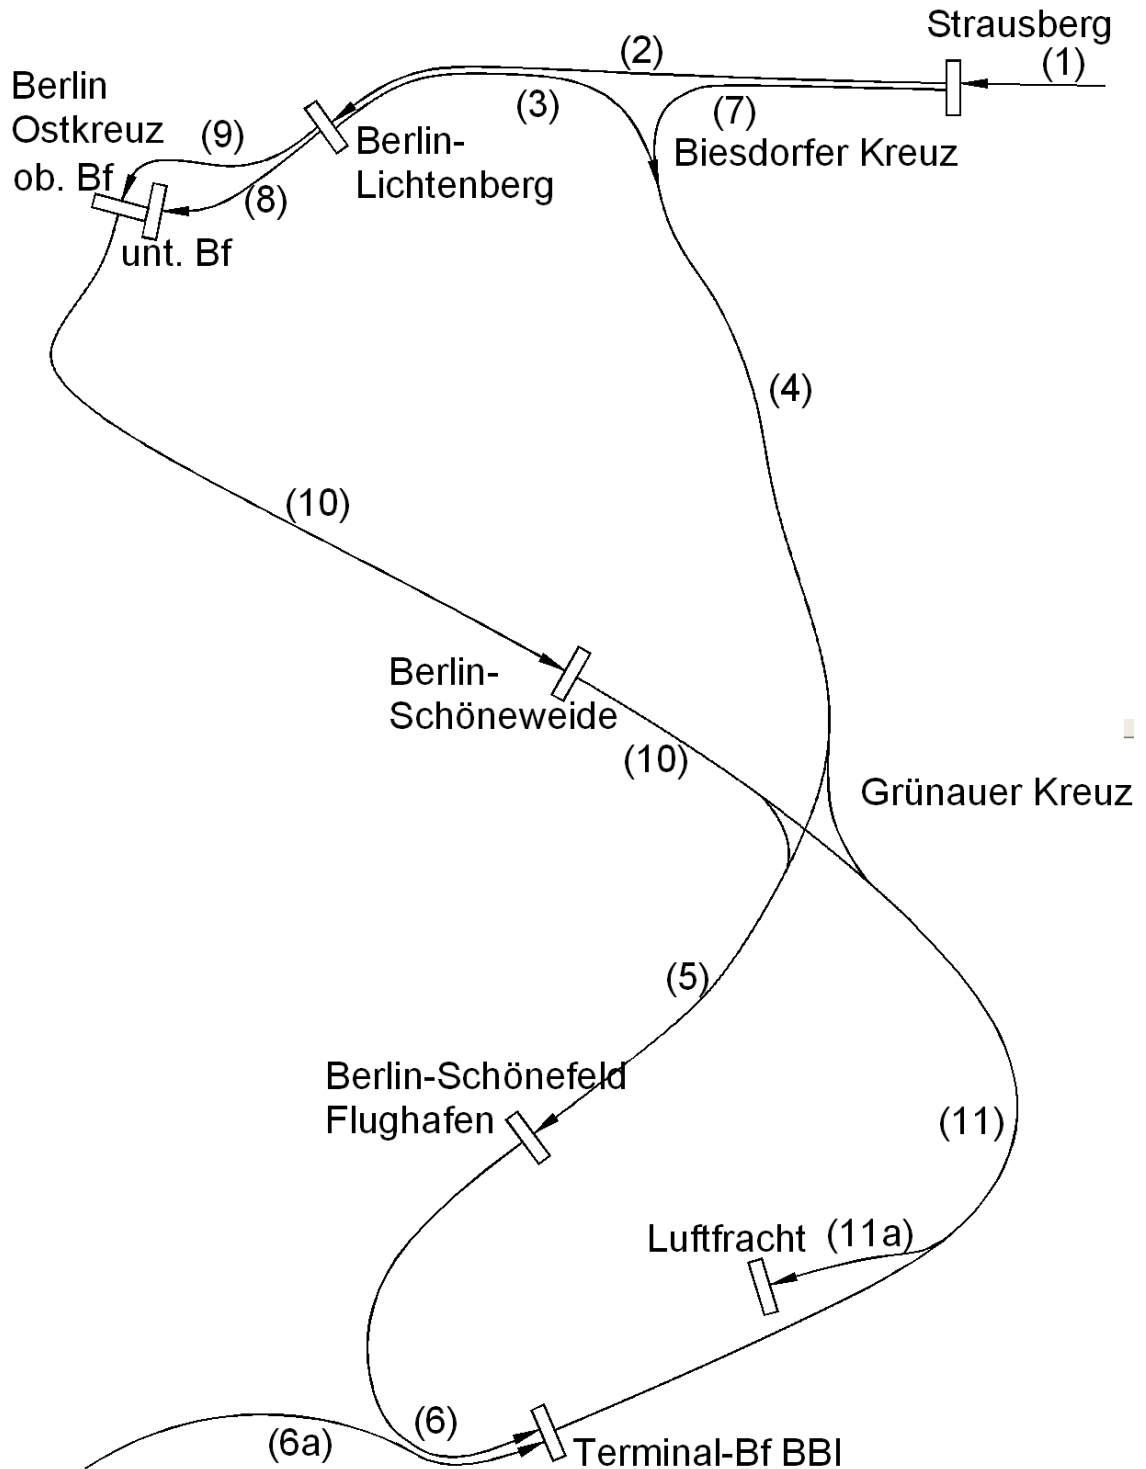 Strausberg
(1)
(2)
(3)
(7)
Berlin
Ostkreuz
ob. Bf
(9)
Berlin-
Lichtenberg
Biesdorfer Kreuz
(8)
unt. Bf
(4)
(10)
Berlin-
Schöneweide
(10)
Grünauer Kreuz
(5)
Berlin-Schönefeld
Flughafen
(11)
Luftfracht
(11a)
(6)
(6a)
Terminal-Bf BBI